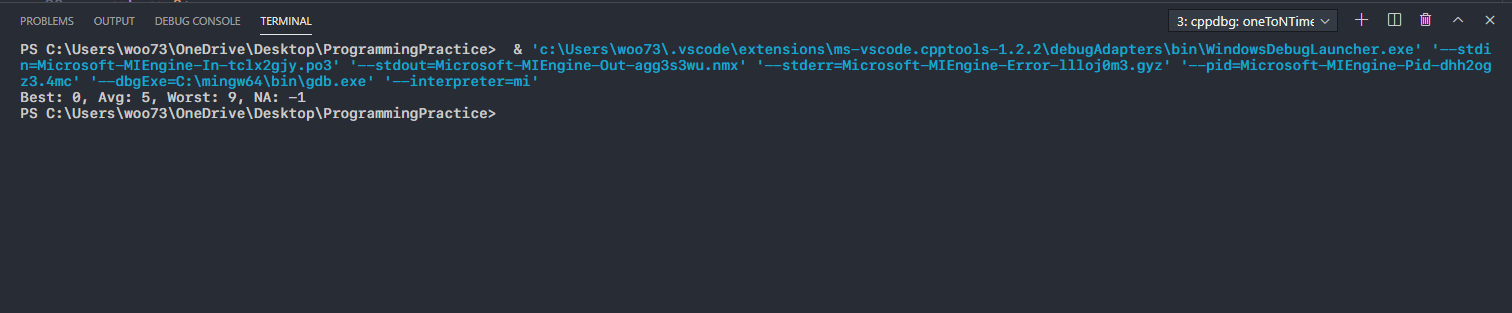 PROBLEMS OUTPUT DEBUG CONSOLE TERMINAL 3: cppdbg: oneToNTime
PS C:\Users\woo73\OneDrive\Desktop\ProgrammingPractice>  & 'c:\Users\woo73\.vscode\extensions\ms-vscode.cpptools-1.2.2\debugAdapters\bin\WindowsDebugLauncher.exe' '--stdi
n=Microsoft-MIEngine-In-tclx2gjy.po3' '--stdout=Microsoft-MIEngine-Out-agg3s3wu.nmx' '--stderr=Microsoft-MIEngine-Error-llloj0m3.gyz' '--pid=Microsoft-MIEngine-Pid-dhh2og
z3.4mc' '--dbgExe=C:\mingw64\bin\gdb.exe' '--interpreter=mi'
Best: 0, Avg: 5, Worst: 9, NA: -1
PS C:\Users\woo73\OneDrive\Desktop\ProgrammingPractice>